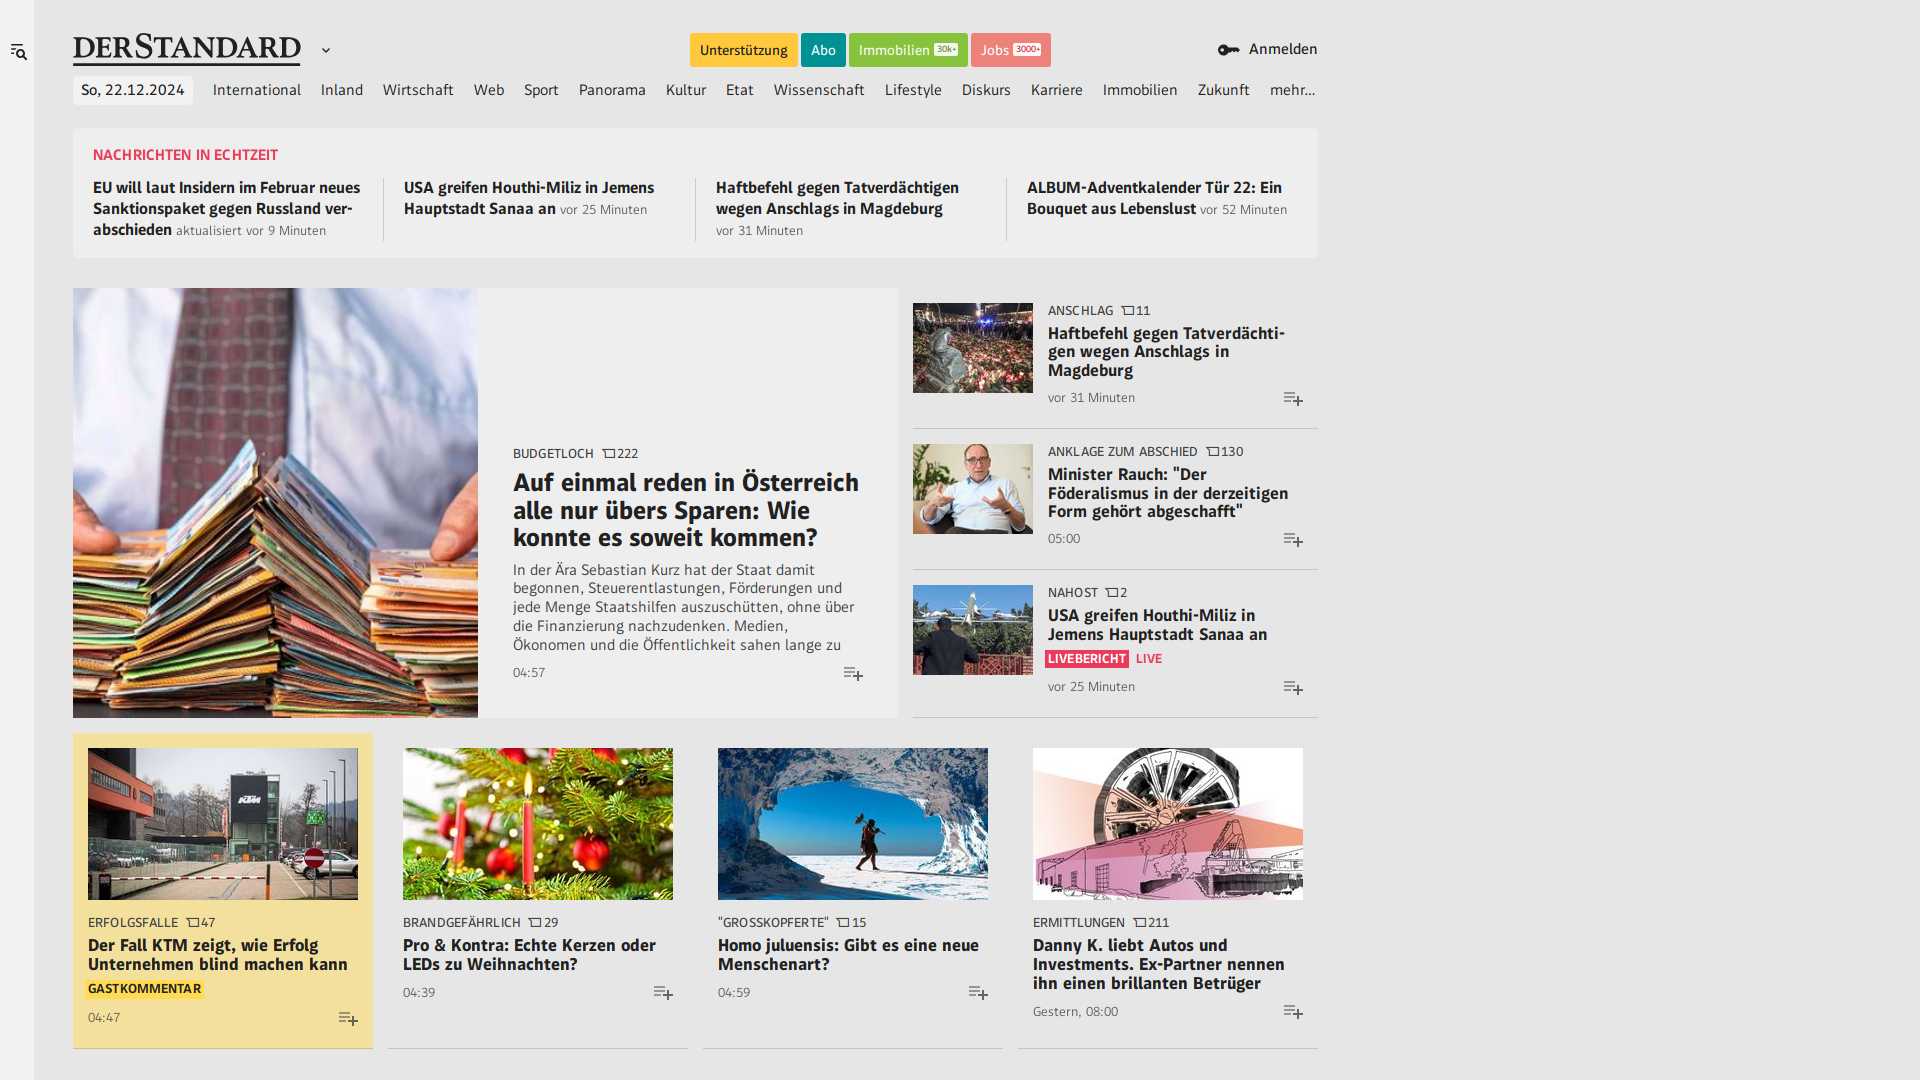 DERSTANDARD
Unterstützung
Abo
Immobilien 30k+
Jobs 3000+
Anmelden
So, 22.12.2024
International
Inland
Wirtschaft
Web
Sport
Panorama
Kultur
Etat
Wissenschaft
Lifestyle
Diskurs
Karriere
Immobilien
Zukunft
mehr...
NACHRICHTEN IN ECHTZEIT
EU will laut Insidern im Februar neues
Sanktionspaket gegen Russland ver-
abschieden aktualisiert vor 9 Minuten
USA greifen Houthi-Miliz in Jemens
Hauptstadt Sanaa an vor 25 Minuten
Haftbefehl gegen Tatverdächtigen
wegen Anschlags in Magdeburg
vor 31 Minuten
ALBUM-Adventkalender Tür 22: Ein
Bouquet aus Lebenslust vor 52 Minuten
BUDGETLOCH 222
Auf einmal reden in Österreich
alle nur übers Sparen: Wie
konnte es soweit kommen?
In der Ära Sebastian Kurz hat der Staat damit
begonnen, Steuerentlastungen, Förderungen und
jede Menge Staatshilfen auszuschütten, ohne über
die Finanzierung nachzudenken. Medien,
Ökonomen und die Öffentlichkeit sahen lange zu
04:57
ANSCHLAG 11
Haftbefehl gegen Tatverdächti-
gen wegen Anschlags in
Magdeburg
vor 31 Minuten
ANKLAGE ZUM ABSCHIED 130
Minister Rauch: "Der
Föderalismus in der derzeitigen
Form gehört abgeschafft"
05:00
NAHOST 2
USA greifen Houthi-Miliz in
Jemens Hauptstadt Sanaa an
LIVEBERICHT LIVE
vor 25 Minuten
KTM
ERFOLGSFALLE 47
Der Fall KTM zeigt, wie Erfolg
Unternehmen blind machen kann
GASTKOMMENTAR
04:47
BRANDGEFÄHRLICH 29
Pro & Kontra: Echte Kerzen oder
LEDs zu Weihnachten?
04:39
"GROSSKOPFERTE" 15
Homo juluensis: Gibt es eine neue
Menschenart?
04:59
ERMITTLUNGEN 211
Danny K. liebt Autos und
Investments. Ex-Partner nennen
ihn einen brillanten Betrüger
Gestern, 08:00